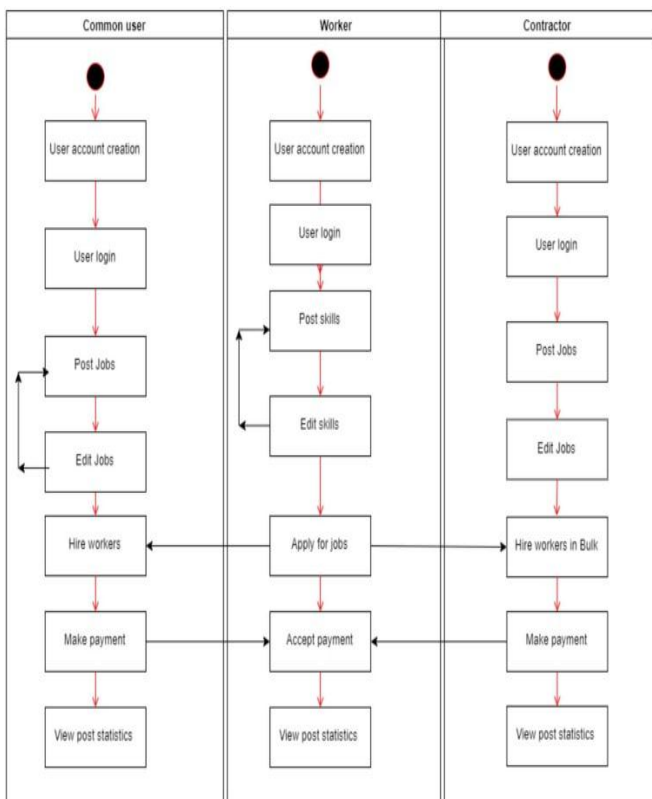 Common user
Worker
Contractor
User account creation
User login
Post Jobs
Edit Jobs
Hire workers
Make payment
View post statistics
User account creation
User login
Post skills
Edit skills
Apply for jobs
Accept payment
View post statistics
User account creation
User login
Post Jobs
Edit Jobs
Hire workers in Bulk
Make payment
View post statistics